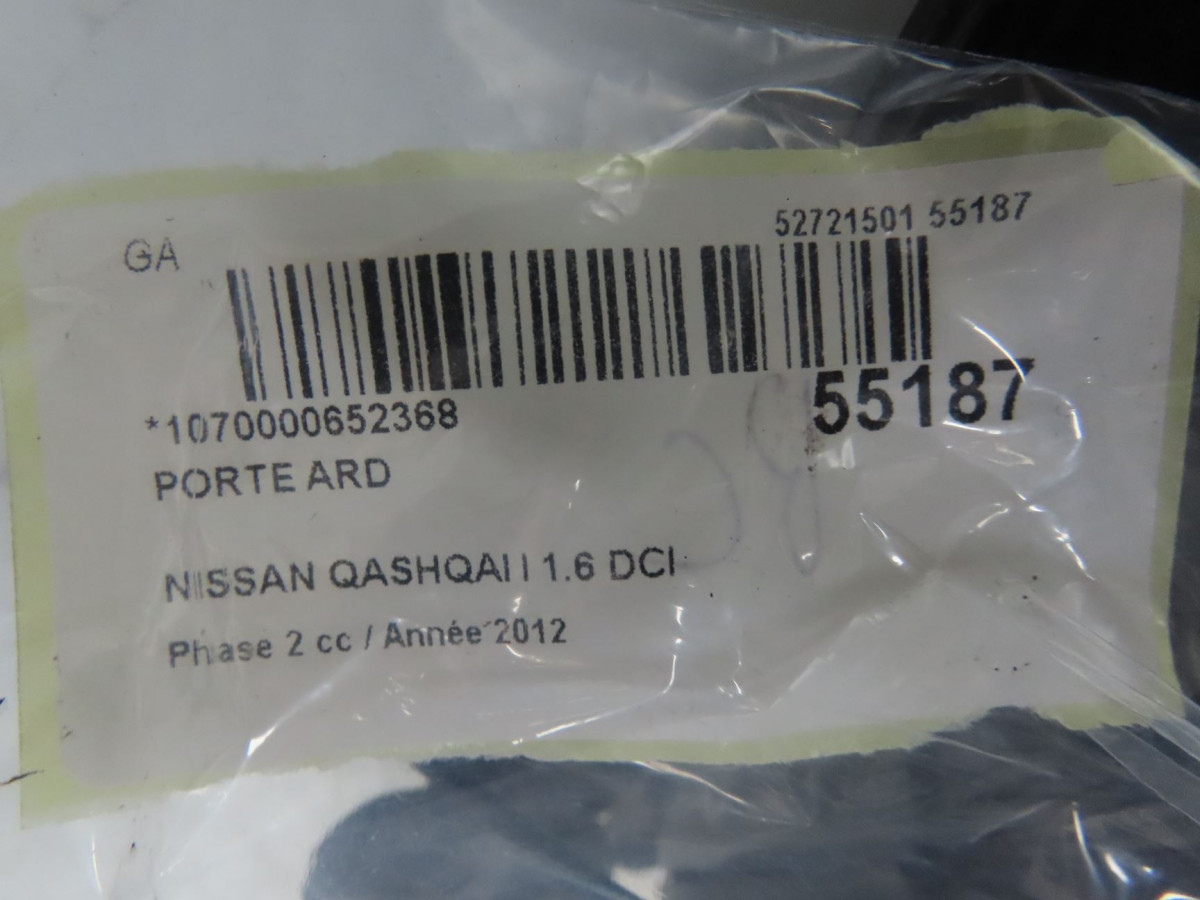 GA
52721501 55187
55187
*1070000652368
PORTE ARD
NISSAN QASHQAI I 1.6 DCI
Phase 2 cc / Année 2012